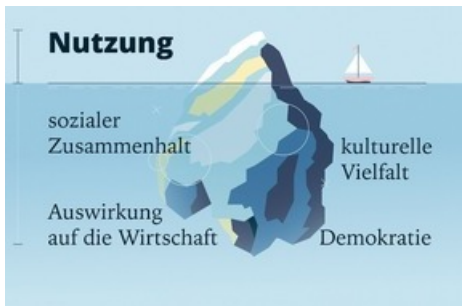 Nutzung
sozialer
Zusammenhalt
kulturelle
Vielfalt
Auswirkung
auf die Wirtschaft
Demokratie